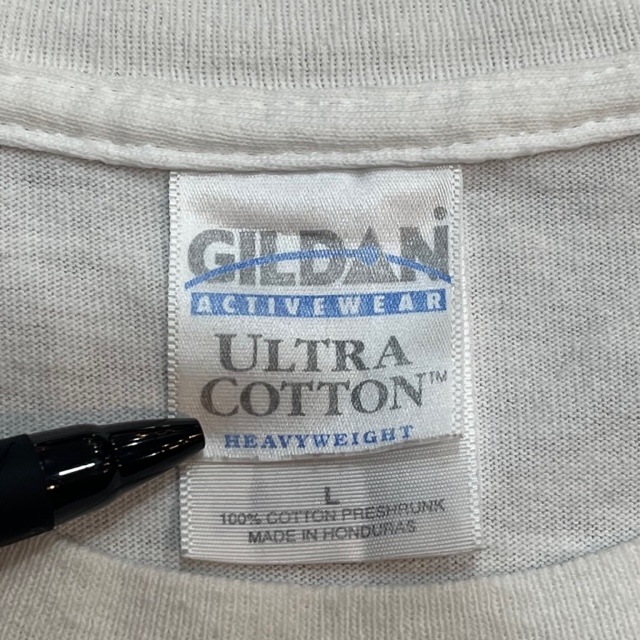 GILDAN®
ACTIVEWEAR
ULTRA
COTTON™
HEAVYWEIGHT
L
100% COTTON PRESHRUNK
MADE IN HONDURAS